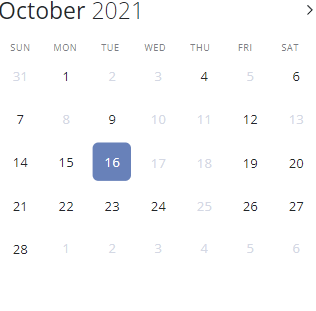 October 2021
SUN MON TUE WED THU FRI SAT
31 1 2 3 4 5 6
7 8 9 10 11 12 13
14 15 16 17 18 19 20
21 22 23 24 25 26 27
28 1 2 3 4 5 6